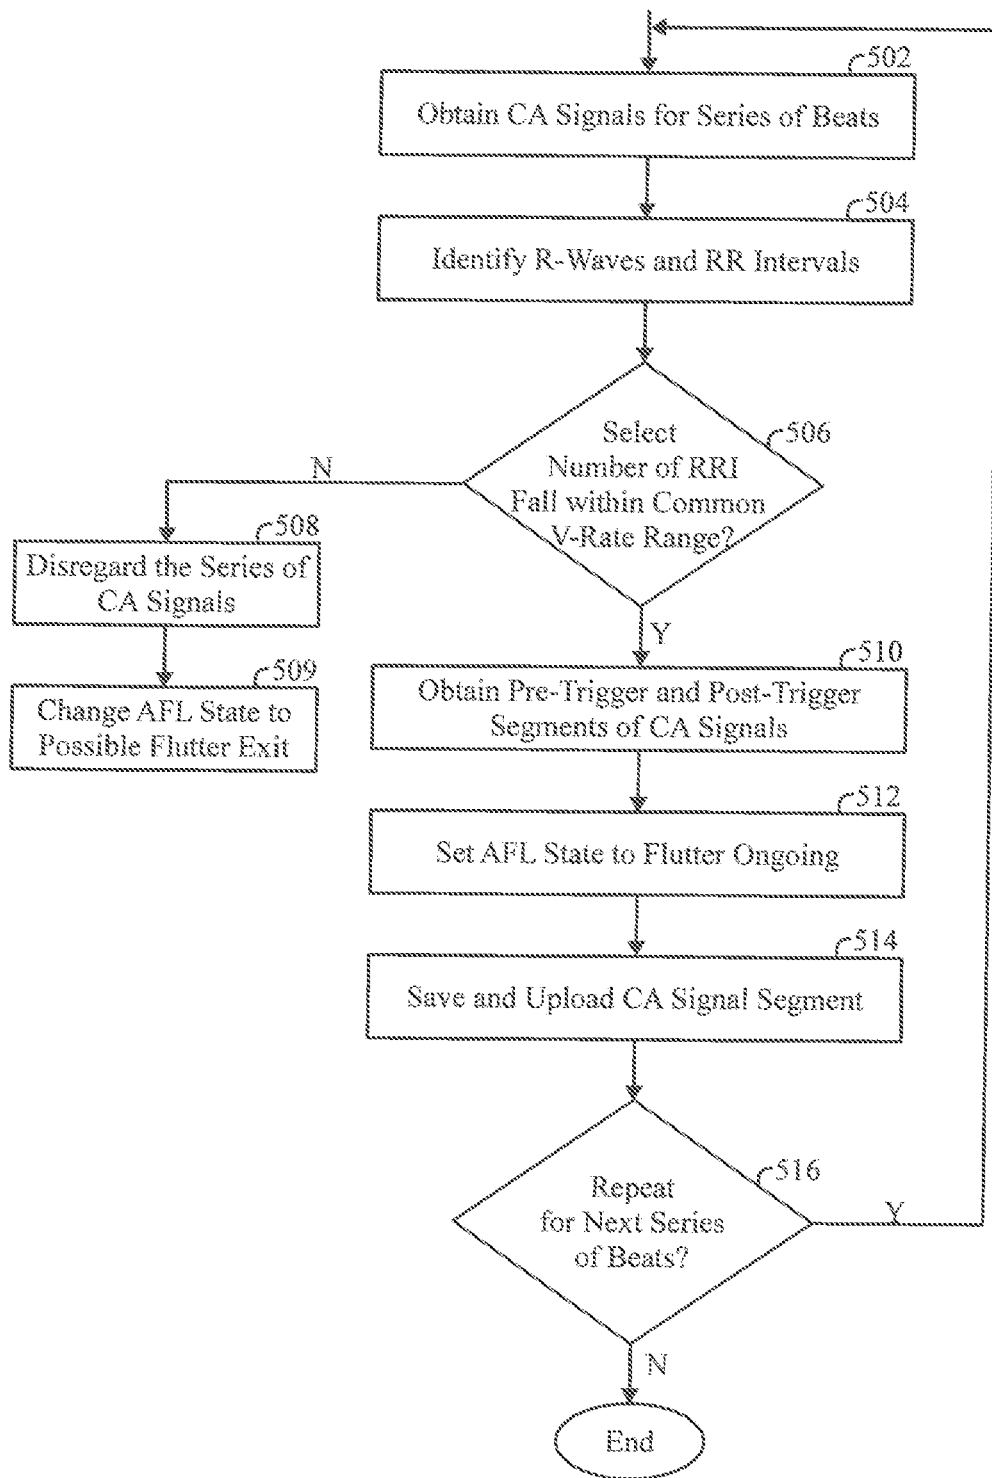 502
Obtain CA Signals for Series of Beats
504
Identify R-Waves and RR Intervals
506
Select
Number of RRI
Fall within Common
V-Rate Range?
N
508
Disregard the Series of
CA Signals
Y
509
Change AFL State to
Possible Flutter Exit
510
Obtain Pre-Trigger and Post-Trigger
Segments of CA Signals
512
Set AFL State to Flutter Ongoing
514
Save and Upload CA Signal Segment
516
Repeat
for Next Series
of Beats?
Y
N
End